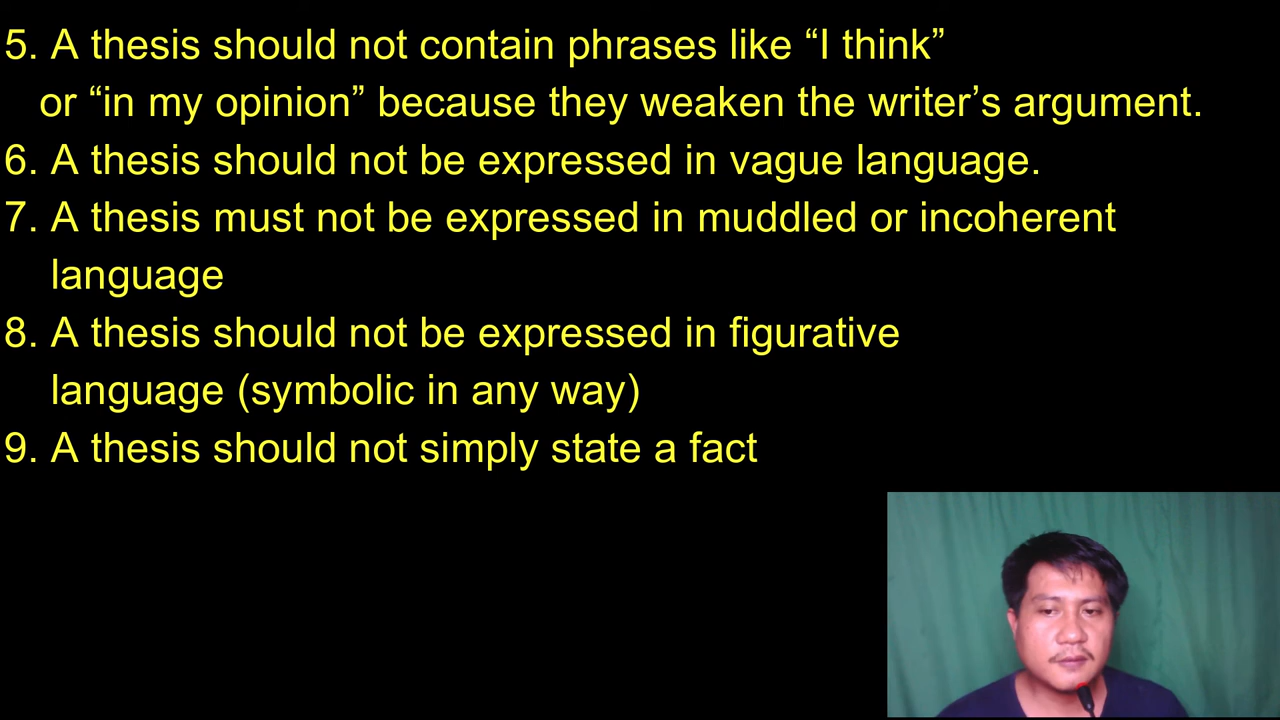 5. A thesis should not contain phrases like “I think”
or “in my opinion” because they weaken the writer’s argument.
6. A thesis should not be expressed in vague language.
7. A thesis must not be expressed in muddled or incoherent
language
8. A thesis should not be expressed in figurative
language (symbolic in any way)
9. A thesis should not simply state a fact